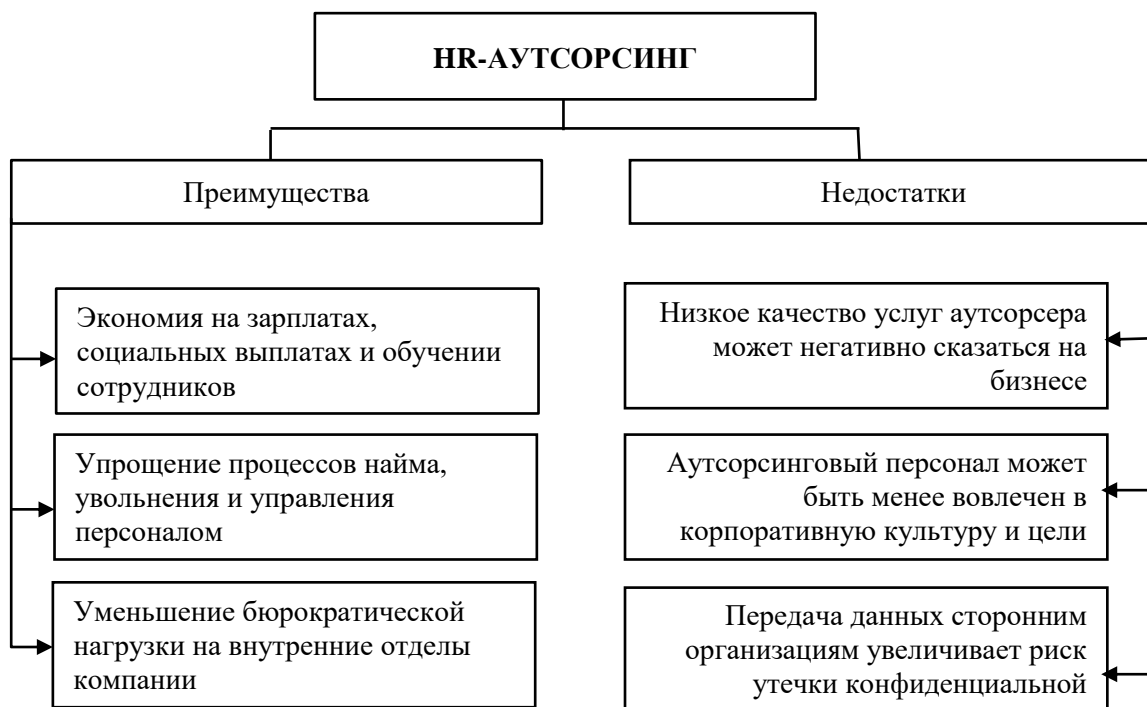 HR-АУТСОРСИНГ
Преимущества
Недостатки
Экономия на зарплатах,
социальных выплатах и обучении
сотрудников
Упрощение процессов найма,
увольнения и управления
персоналом
Уменьшение бюрократической
нагрузки на внутренние отделы
компании
Низкое качество услуг аутсорсера
может негативно сказаться на
бизнесе
Аутсорсинговый персонал может
быть менее вовлечен в
корпоративную культуру и цели
Передача данных сторонним
организациям увеличивает риск
утечки конфиденциальной